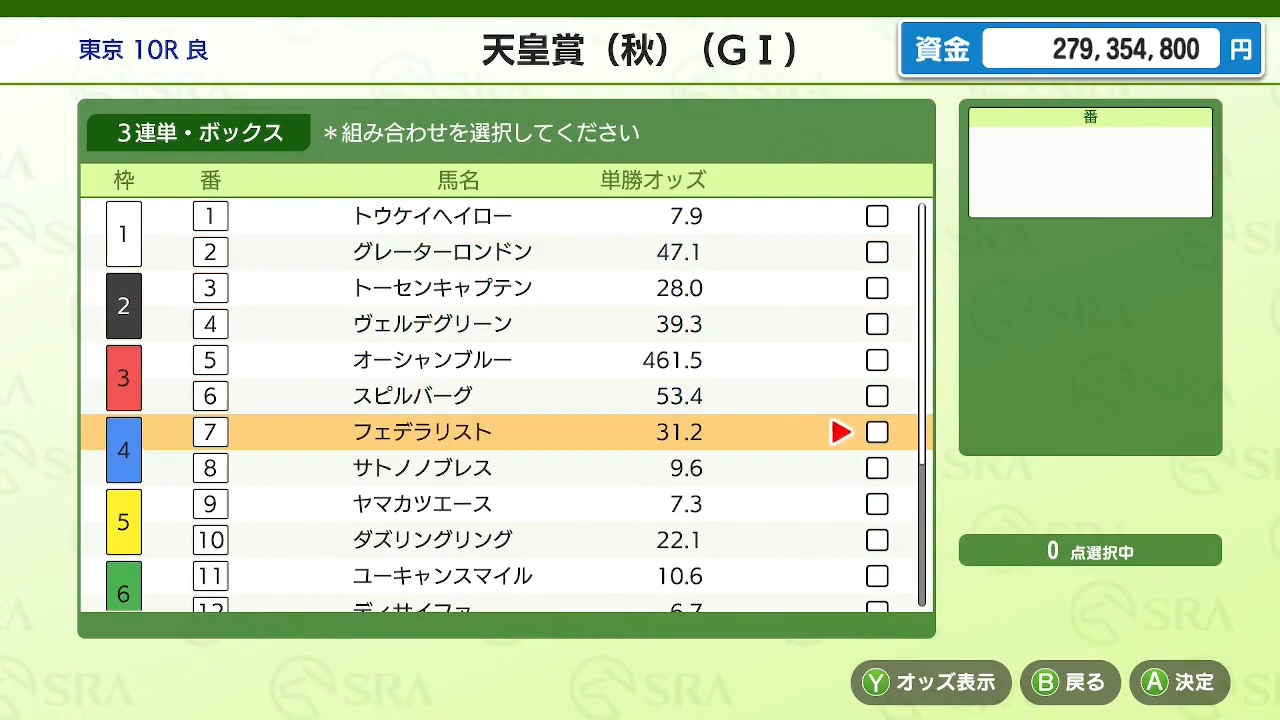 東京 10R 良
天皇賞（秋）（GⅠ）
資金 279,354,800 円
3連単・ボックス ＊組み合わせを選択してください
枠 番 馬名 単勝オッズ
1 1 トウケイヘイロー 7.9
2 グレーターロンドン 47.1
2 3 トーセンキャプテン 28.0
4 ヴェルデグリーン 39.3
3 5 オーシャンブルー 461.5
6 スピルバーグ 53.4
4 7 フェデラリスト 31.2
8 サトノノブレス 9.6
5 9 ヤマカツエース 7.3
10 ダズリングリング 22.1
6 11 ユーキャンスマイル 10.6
12 ディサイファ 6.7
番
0 点選択中
Y オッズ表示 B 戻る A 決定
SRA